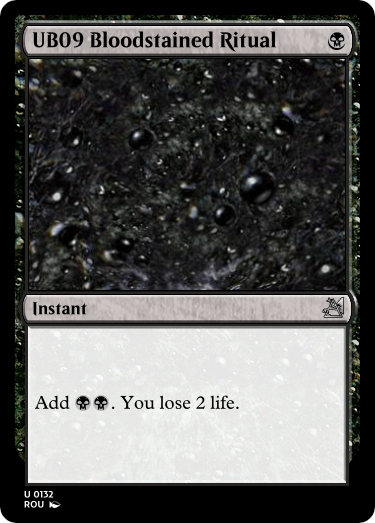 UB09 Bloodstained Ritual
Instant
Add. You lose 2 life.
U 0132
ROU